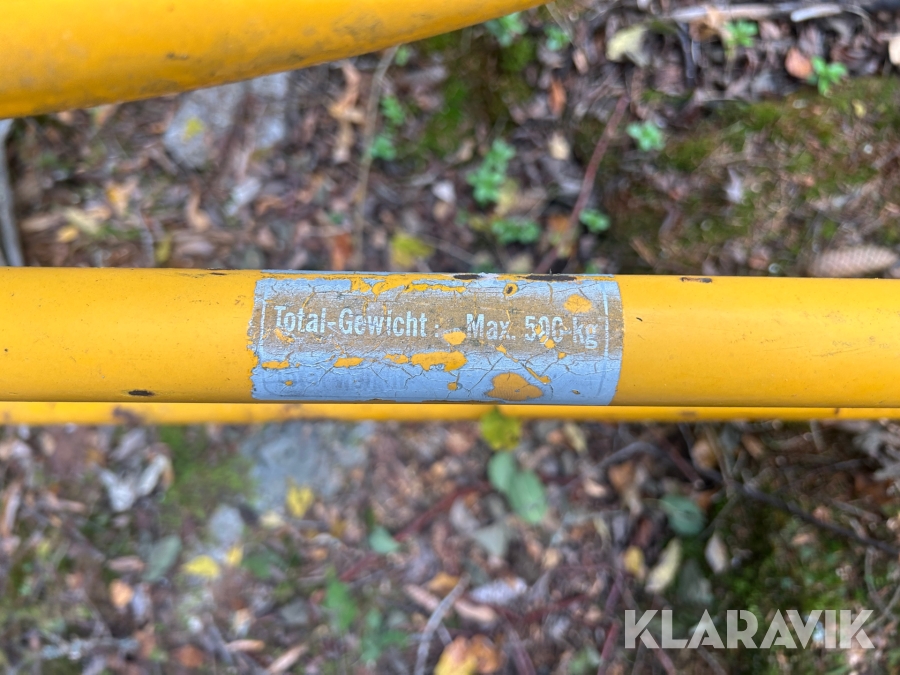 Total-Gewicht: Max. 500 kg
KLARAVIK